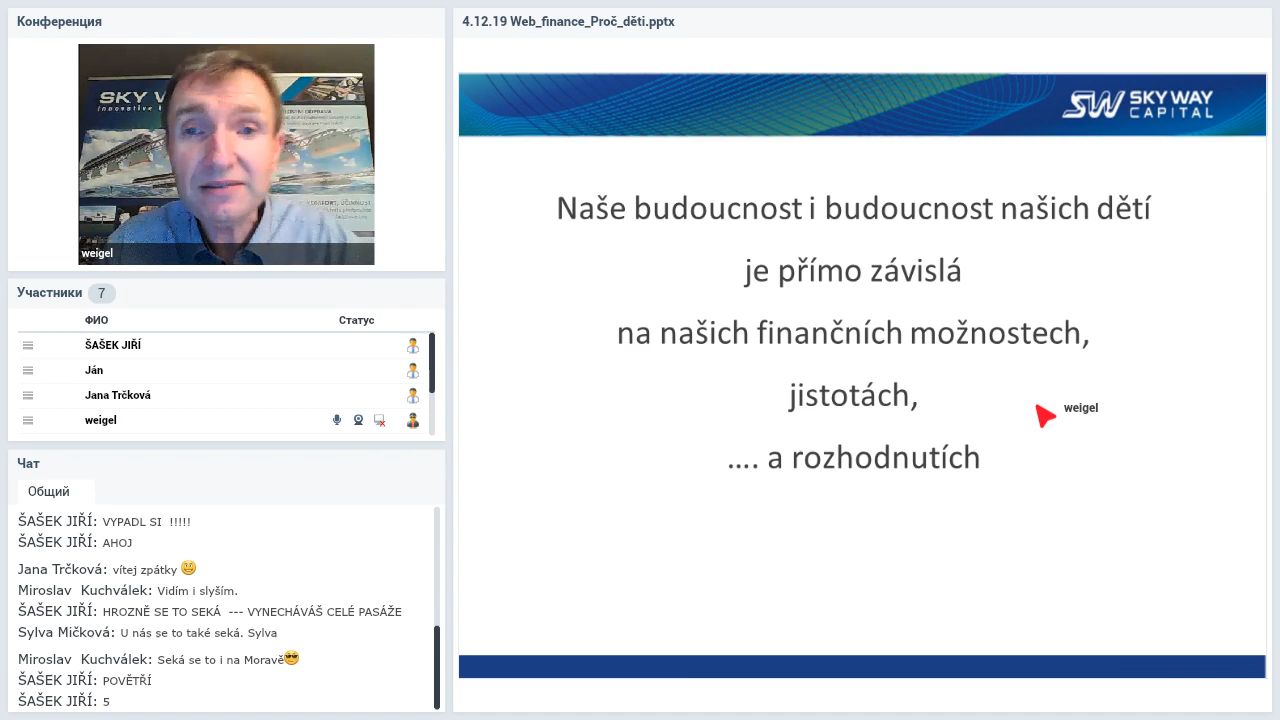 Конференция
SKY W
weigel
Участники 7
ФИО Статус
ŠAŠEK JIŘÍ
Ján
Jana Trčková
weigel
Чат
Общий
ŠAŠEK JIŘÍ: VYPADL SI !!!!!
ŠAŠEK JIŘÍ: AHOJ
Jana Trčková: vítej zpátky
Miroslav Kuchválek: Vidím i slyším.
ŠAŠEK JIŘÍ: HROZNĚ SE TO SEKÁ --- VYNECHÁVÁŠ CELÉ PASÁŽE
Sylva Mičková: U nás se to také seká. Sylva
Miroslav Kuchválek: Seká se to i na Moravě
ŠAŠEK JIŘÍ: POVĚTŘÍ
ŠAŠEK JIŘÍ: 5
4.12.19 Web_finance_Proč_děti.pptx
SW SKY WAY
CAPITAL
Naše budoucnost i budoucnost našich dětí
je přímo závislá
na našich finančních možnostech,
jistotách,
weigel
.... a rozhodnutích